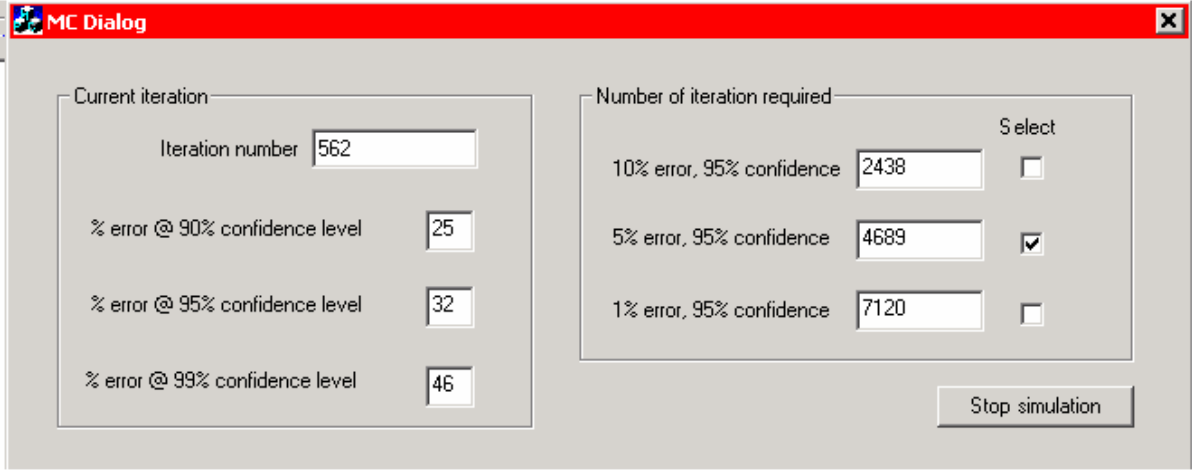 MC Dialog
Current iteration
Iteration number 562
% error @ 90% confidence level 25
% error @ 95% confidence level 32
% error @ 99% confidence level 46
Number of iteration required
Select
10% error, 95% confidence 2438
5% error, 95% confidence 4689
1% error, 95% confidence 7120
Stop simulation